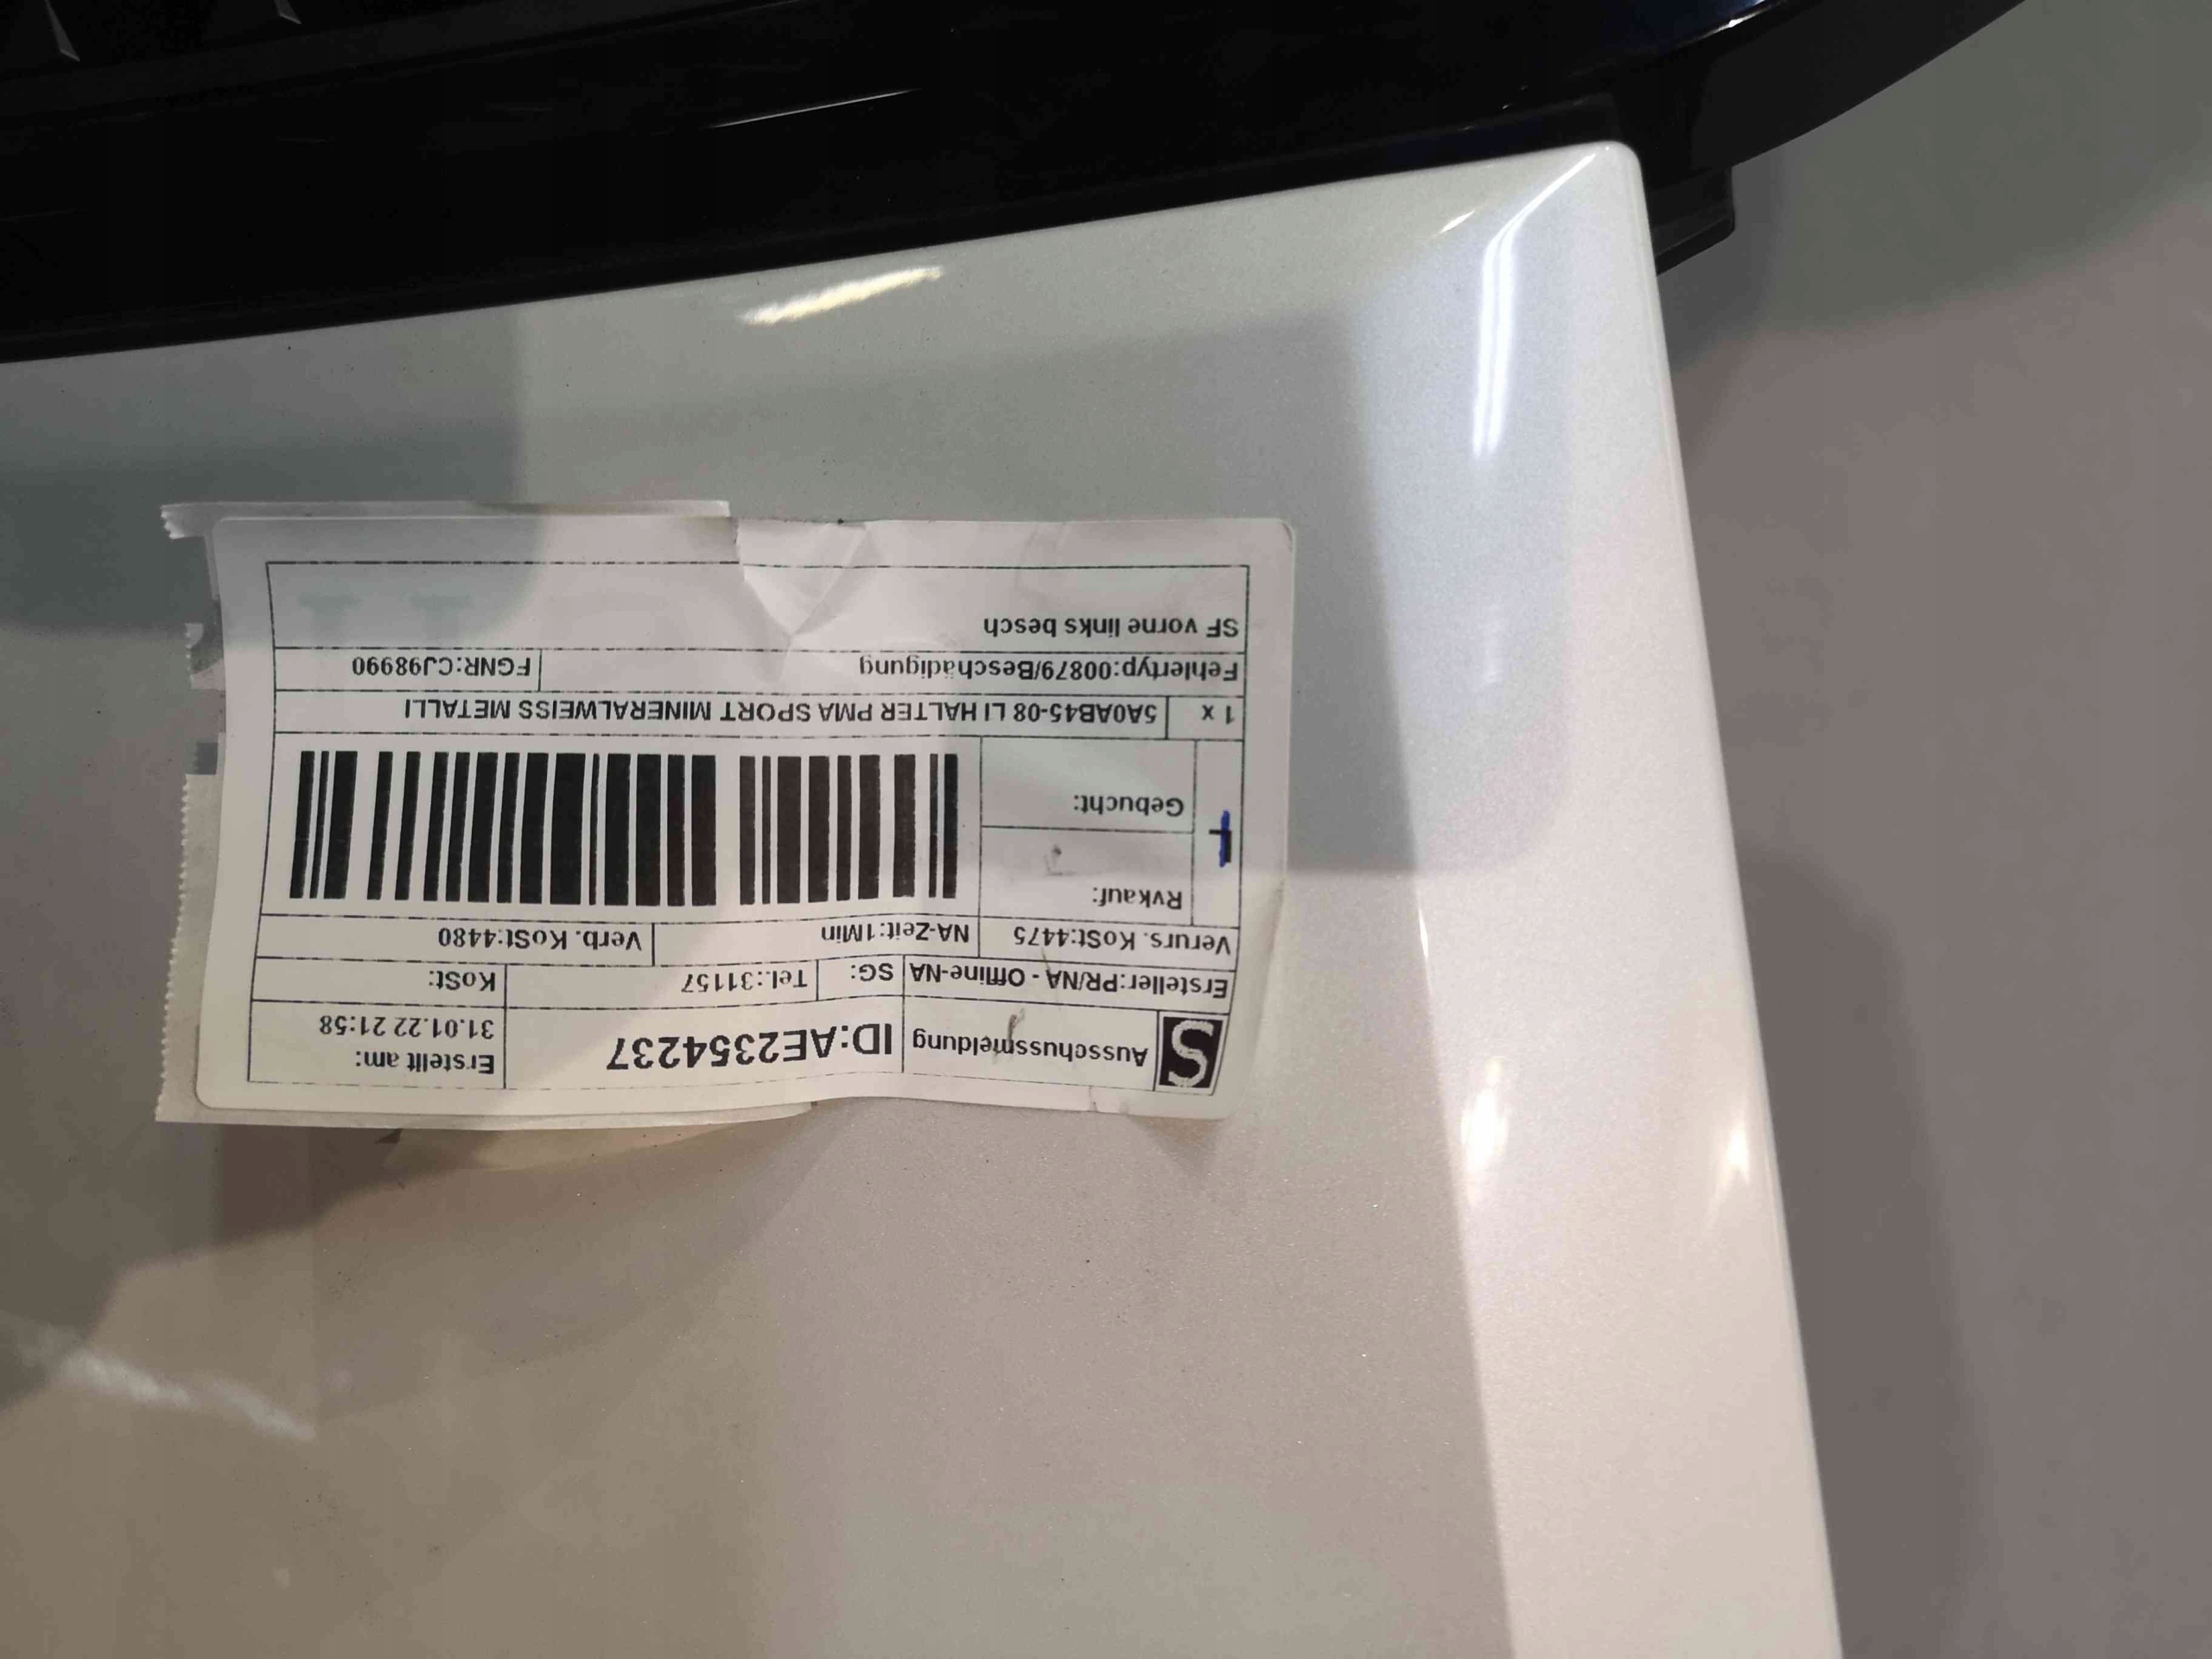 S Ausschussmeldung ID:AE2354237 Erstellt am: 31.01.22 21:58
Ersteller:PR/NA - Offline-NA SG: Tel.:31157 KoSt:
Verurs. KoSt:4475 NA-Zeit:1Min Verb. KoSt:4480
Rvkauf:
Gebucht:
1 x 5A0AB45-08 LI HALTER PMA SPORT MINERALWEISS METALLI
Fehlertyp:00879/Beschädigung FGNR:CJ98990
SF vorne links besch